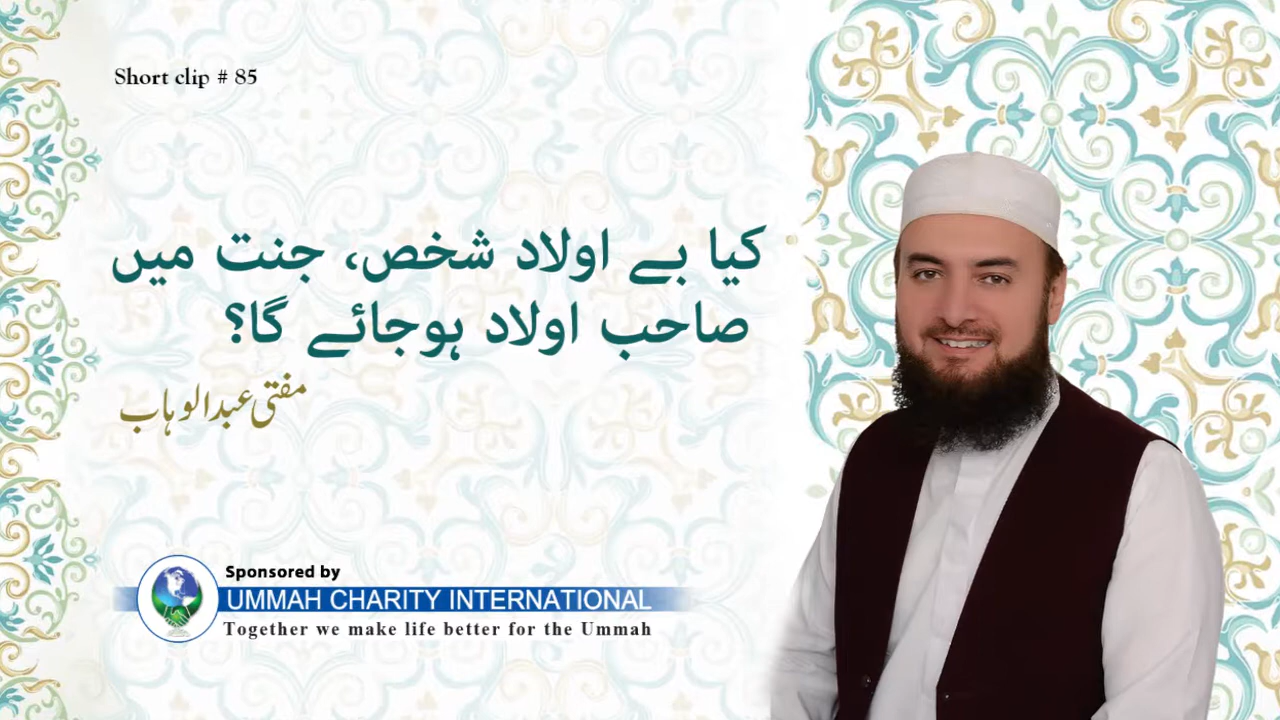 Short clip # 85
کیا بے اولاد شخص، جنت میں
صاحب اولاد ہوجائے گا؟
مفتی عبدالوہاب
Sponsored by
UMMAH CHARITY INTERNATIONAL
Together we make life better for the Ummah